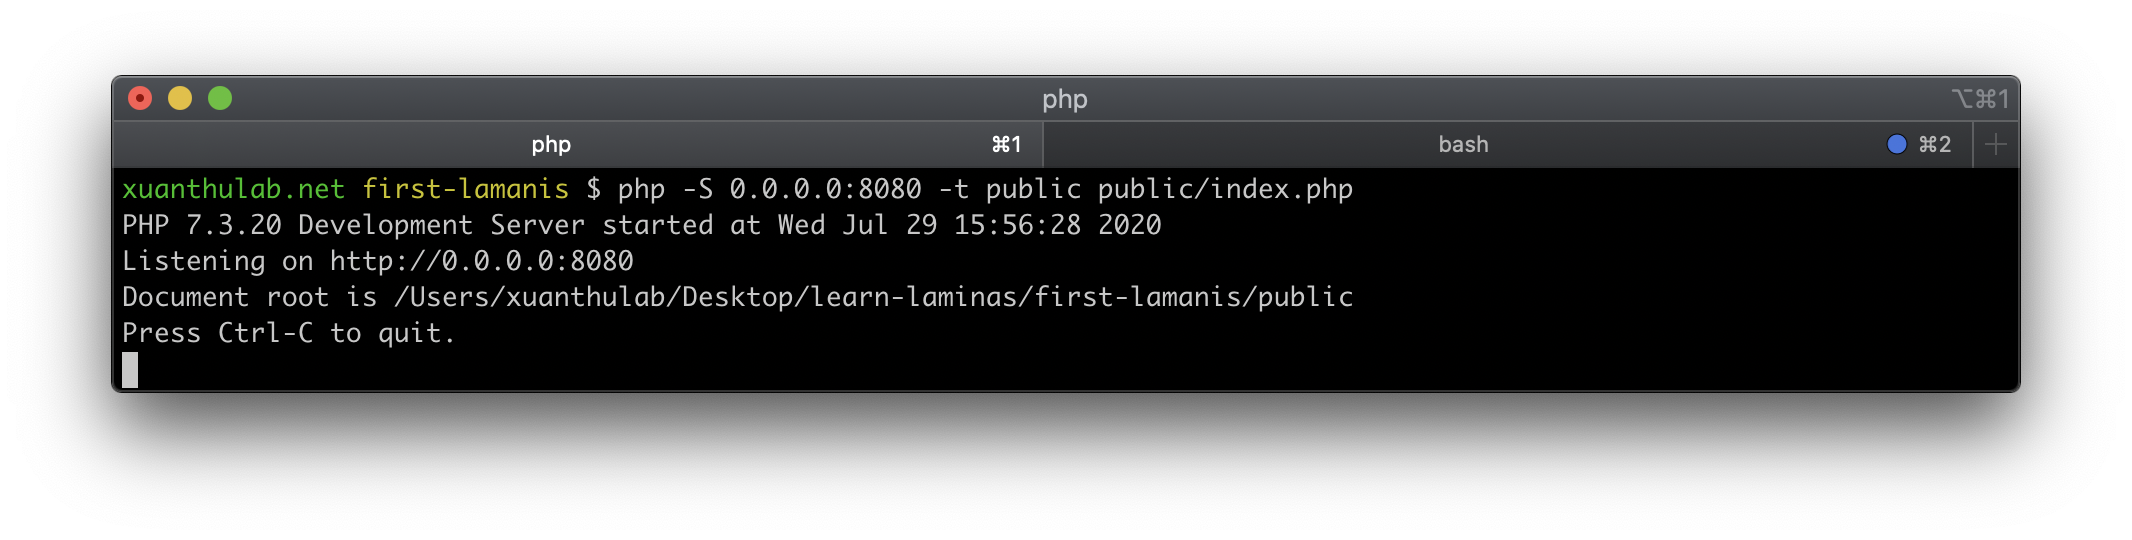 php ⌥⌘1
php ⌘1 bash ⌘2
xuanthulab.net first-lamanis $ php -S 0.0.0.0:8080 -t public public/index.php
PHP 7.3.20 Development Server started at Wed Jul 29 15:56:28 2020
Listening on http://0.0.0.0:8080
Document root is /Users/xuanthulab/Desktop/learn-laminas/first-lamanis/public
Press Ctrl-C to quit.